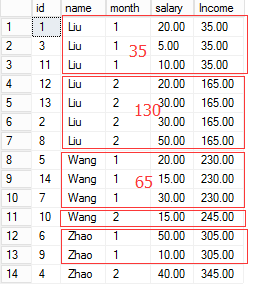 id name month salary Income
1 1 Liu 1 20.00 35.00
2 3 Liu 1 5.00 35.00
3 11 Liu 1 10.00 35.00
35
4 12 Liu 2 20.00 165.00
5 13 Liu 2 30.00 165.00
6 2 Liu 2 30.00 165.00
7 8 Liu 2 50.00 165.00
130
8 5 Wang 1 20.00 230.00
9 14 Wang 1 15.00 230.00
10 7 Wang 1 30.00 230.00
65
11 10 Wang 2 15.00 245.00
12 6 Zhao 1 50.00 305.00
13 9 Zhao 1 10.00 305.00
14 4 Zhao 2 40.00 345.00